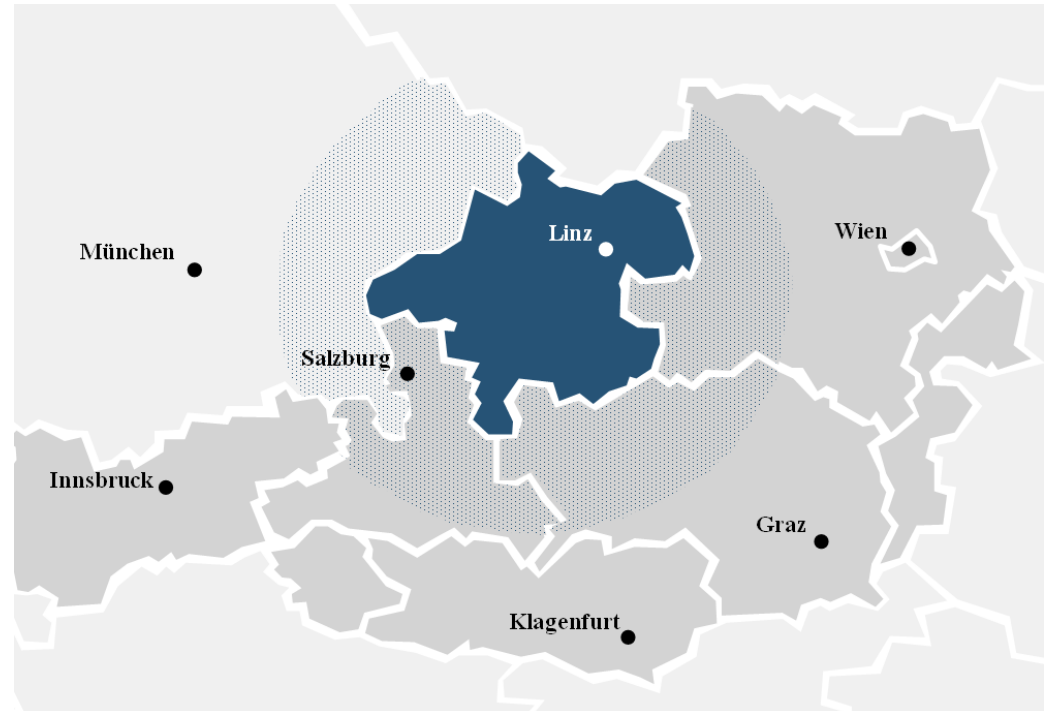 Linz
Wien
München
Salzburg
Innsbruck
Graz
Klagenfurt